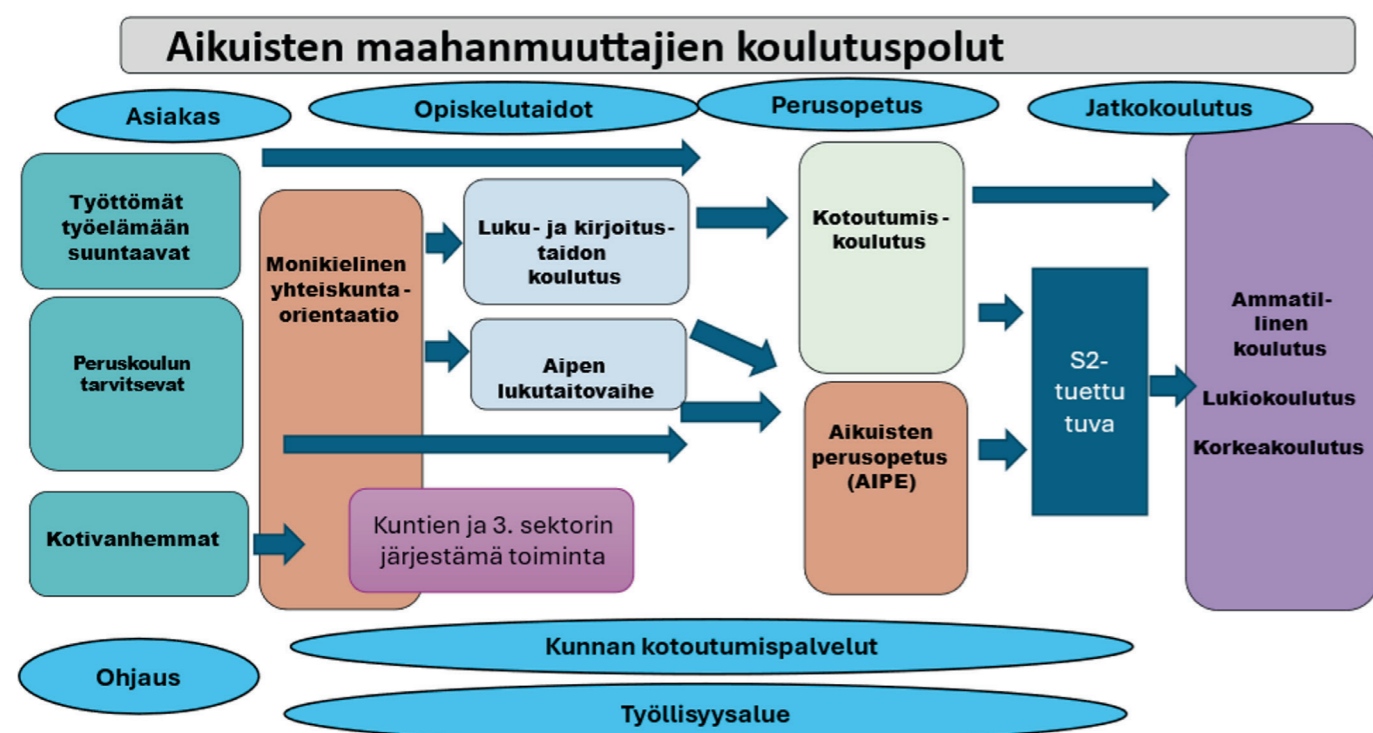 Aikuisten maahanmuuttajien koulutuspolut
Asiakas
Opiskelutaidot
Perusopetus
Jatkokoulutus
Työttömät
työelämään
suuntaavat
Peruskoulun
tarvitsevat
Kotivanhemmat
Monikielinen
yhteiskunta-
orientaatio
Luku- ja kirjoitus-
taidon
koulutus
Aipen
lukutaitovaihe
Kuntien ja 3. sektorin
järjestämä toiminta
Kotoutumis-
koulutus
Aikuisten
perusopetus
(AIPE)
S2-
tuettu
tuva
Ammatil-
linen
koulutus
Lukiokoulutus
Korkeakoulutus
Ohjaus
Kunnan kotoutumispalvelut
Työllisyysalue